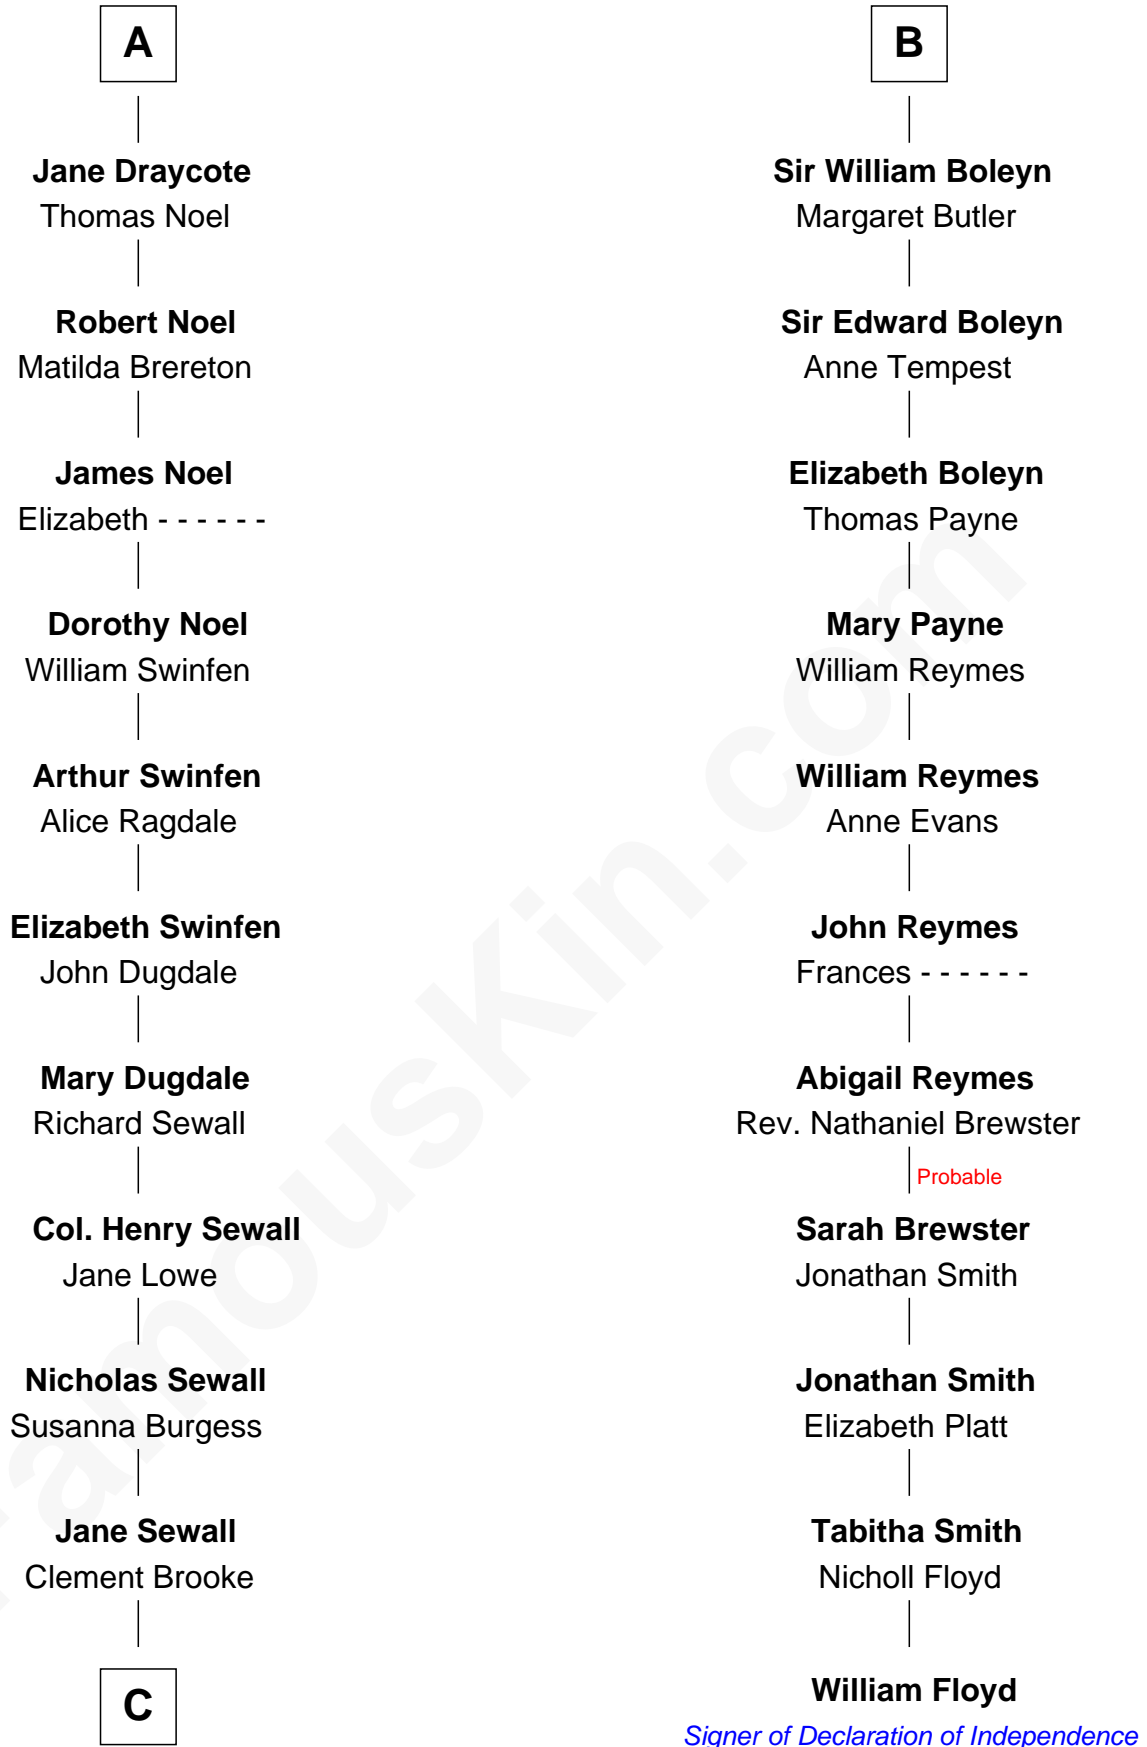 A
Jane Draycote
Thomas Noel
Robert Noel
Matilda Brereton
James Noel
Elizabeth - - - - - -
Dorothy Noel
William Swinfen
Arthur Swinfen
Alice Ragdale
Elizabeth Swinfen
John Dugdale
Mary Dugdale
Richard Sewall
Col. Henry Sewall
Jane Lowe
Nicholas Sewall
Susanna Burgess
Jane Sewall
Clement Brooke
C
B
Sir William Boleyn
Margaret Butler
Sir Edward Boleyn
Anne Tempest
Elizabeth Boleyn
Thomas Payne
Mary Payne
William Reymes
William Reymes
Anne Evans
John Reymes
Frances - - - - - -
Abigail Reymes
Rev. Nathaniel Brewster
Probable
Sarah Brewster
Jonathan Smith
Jonathan Smith
Elizabeth Platt
Tabitha Smith
Nicholl Floyd
William Floyd
Signer of Declaration of Independence
FamousKin.com